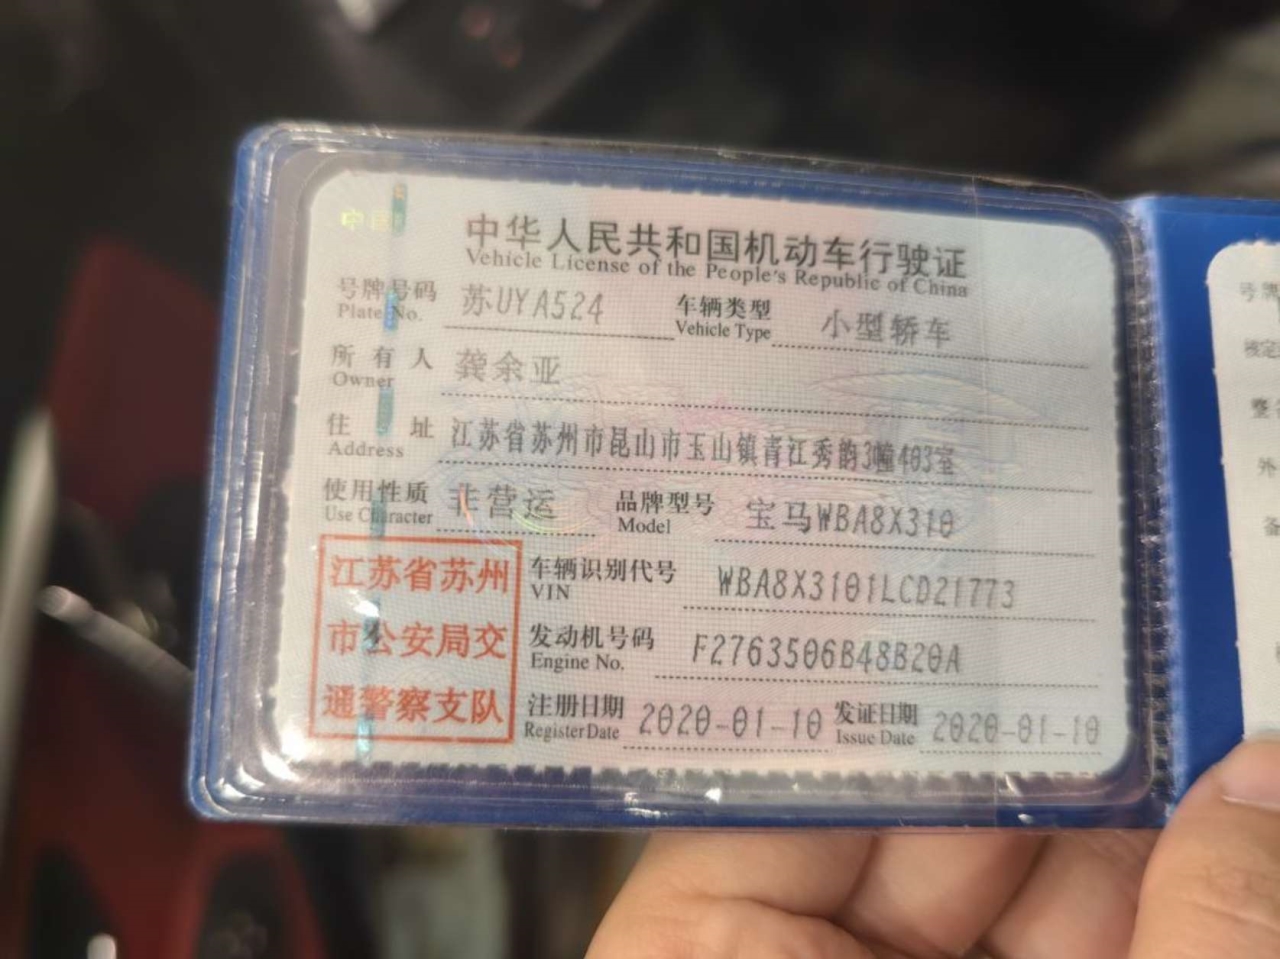 中国
中华人民共和国机动车行驶证
Vehicle License of the People's Republic of China
号牌号码 苏UYA524 车辆类型 小型轿车
Plate No. Vehicle Type
所有人 龚余亚
Owner
住址 江苏省苏州市昆山市玉山镇青江秀韵3幢403室
Address
使用性质 非营运 品牌型号 宝马WBA8X310
Use Character Model
江苏省苏州
市公安局交
通警察支队
车辆识别代号 WBA8X3101LCD21773
VIN
发动机号码 F2763506B48B20A
Engine No.
注册日期 2020-01-10 发证日期 2020-01-10
Register Date Issue Date
号牌